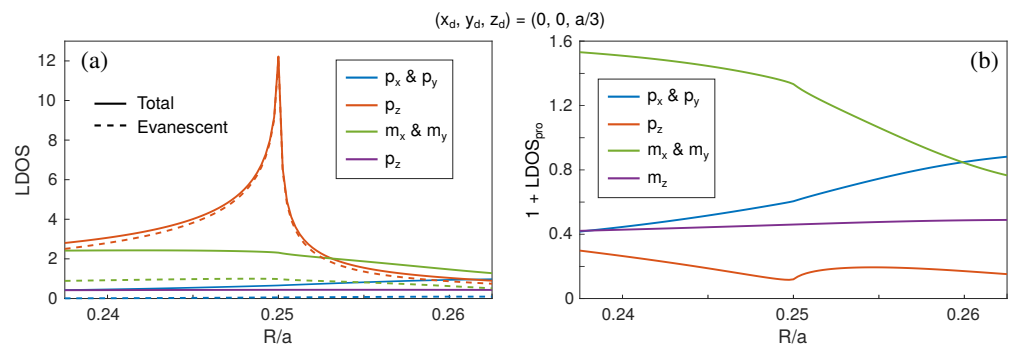 (x_d, y_d, z_d) = (0, 0, a/3)
(a)
LDOS
12
10
8
6
4
2
0
Total
Evanescent
p_x & p_y
p_z
m_x & m_y
p_z
0.24 0.25 0.26
R/a
(b)
1 + LDOS_pro
1.6
1.2
0.8
0.4
0
p_x & p_y
p_z
m_x & m_y
m_z
0.24 0.25 0.26
R/a